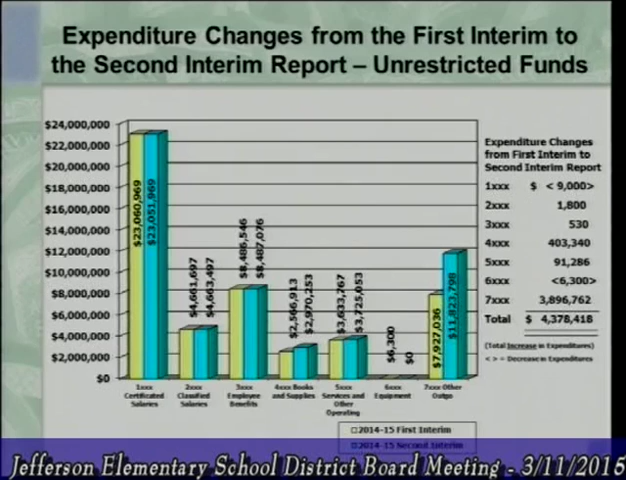 Expenditure Changes from the First Interim to
the Second Interim Report – Unrestricted Funds
$24,000,000
$22,000,000
$20,000,000
$18,000,000
$16,000,000
$14,000,000
$12,000,000
$10,000,000
$8,000,000
$6,000,000
$4,000,000
$2,000,000
$0
$23,060,969
$23,051,969
$4,661,697
$4,663,497
$8,486,546
$8,487,076
$2,566,913
$2,970,253
$3,633,767
$3,725,053
$6,300
$0
$7,927,036
$11,823,798
1xxx
Certificated
Salaries
2xxx
Classified
Salaries
3xxx
Employee
Benefits
4xxx Books
and Supplies
5xxx
Services and
Other
Operating
6xxx
Equipment
7xxx Other
Outgo
2014-15 First Interim
2014-15 Second Interim
Expenditure Changes
from First Interim to
Second Interim Report
1xxx $ < 9,000>
2xxx 1,800
3xxx 530
4xxx 403,340
5xxx 91,286
6xxx <6,300>
7xxx 3,896,762
Total $ 4,378,418
(Total Increase in Expenditures)
< > = Decrease in Expenditures
Jefferson Elementary School District Board Meeting - 3/11/2015